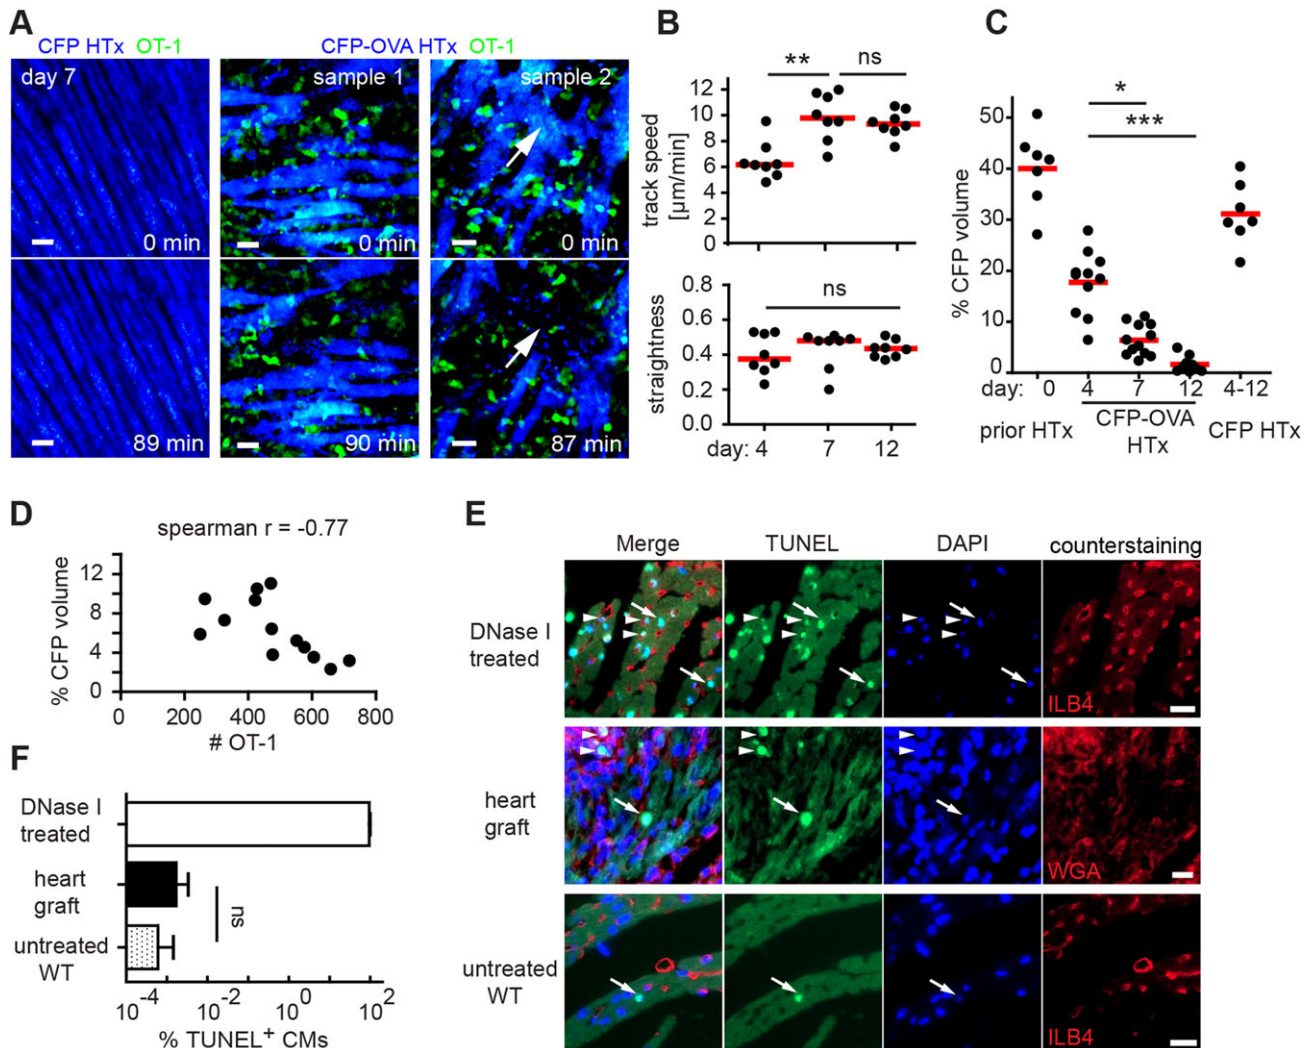 A
CFP HTx OT-1
CFP-OVA HTx OT-1
day 7
sample 1
sample 2
0 min
0 min
0 min
89 min
90 min
87 min
B
**
ns
track speed
[µm/min]
12
10
8
6
4
2
0
ns
straightness
0.8
0.6
0.4
0.2
0.0
day: 4 7 12
C
*
***
% CFP volume
50
40
30
20
10
0
day: 0 4 7 12 4-12
prior HTx
CFP-OVA
HTx
CFP HTx
D
spearman r = -0.77
% CFP volume
12
8
4
0
0 200 400 600 800
# OT-1
E
Merge TUNEL DAPI counterstaining
DNase I
treated
ILB4
heart
graft
WGA
untreated
WT
ILB4
F
DNase I
treated
heart
graft
untreated
WT
ns
10⁻⁴ 10⁻² 10⁰ 10²
% TUNEL⁺ CMs